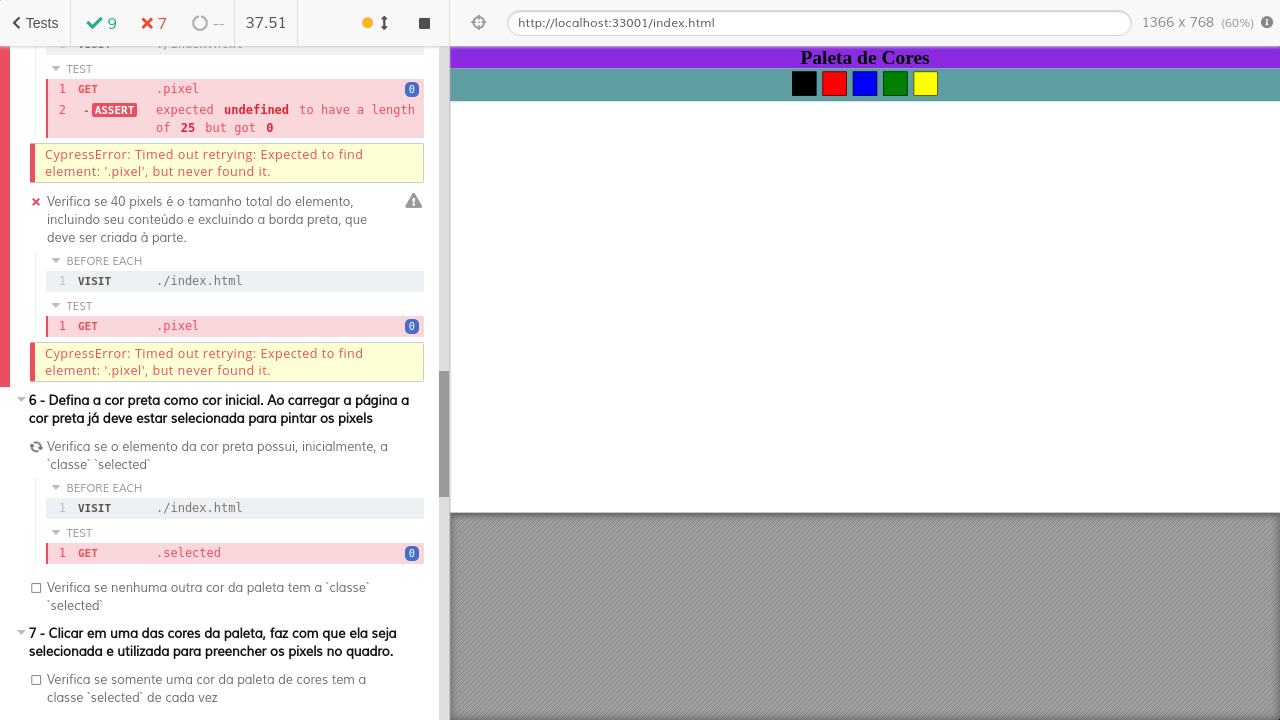 Tests
9
7
--
37.51
http://localhost:33001/index.html
1366 x 768 (60%)
TEST
1 GET .pixel 0
2 - ASSERT expected undefined to have a length
of 25 but got 0
CypressError: Timed out retrying: Expected to find
element: '.pixel', but never found it.
Verifica se 40 pixels é o tamanho total do elemento,
incluindo seu conteúdo e excluindo a borda preta, que
deve ser criada à parte.
BEFORE EACH
1 VISIT ./index.html
TEST
1 GET .pixel 0
CypressError: Timed out retrying: Expected to find
element: '.pixel', but never found it.
6 - Defina a cor preta como cor inicial. Ao carregar a página a
cor preta já deve estar selecionada para pintar os pixels
Verifica se o elemento da cor preta possui, inicialmente, a
`classe` `selected`
BEFORE EACH
1 VISIT ./index.html
TEST
1 GET .selected 0
Verifica se nenhuma outra cor da paleta tem a `classe`
`selected`
7 - Clicar em uma das cores da paleta, faz com que ela seja
selecionada e utilizada para preencher os pixels no quadro.
Verifica se somente uma cor da paleta de cores tem a
classe `selected` de cada vez
Paleta de Cores